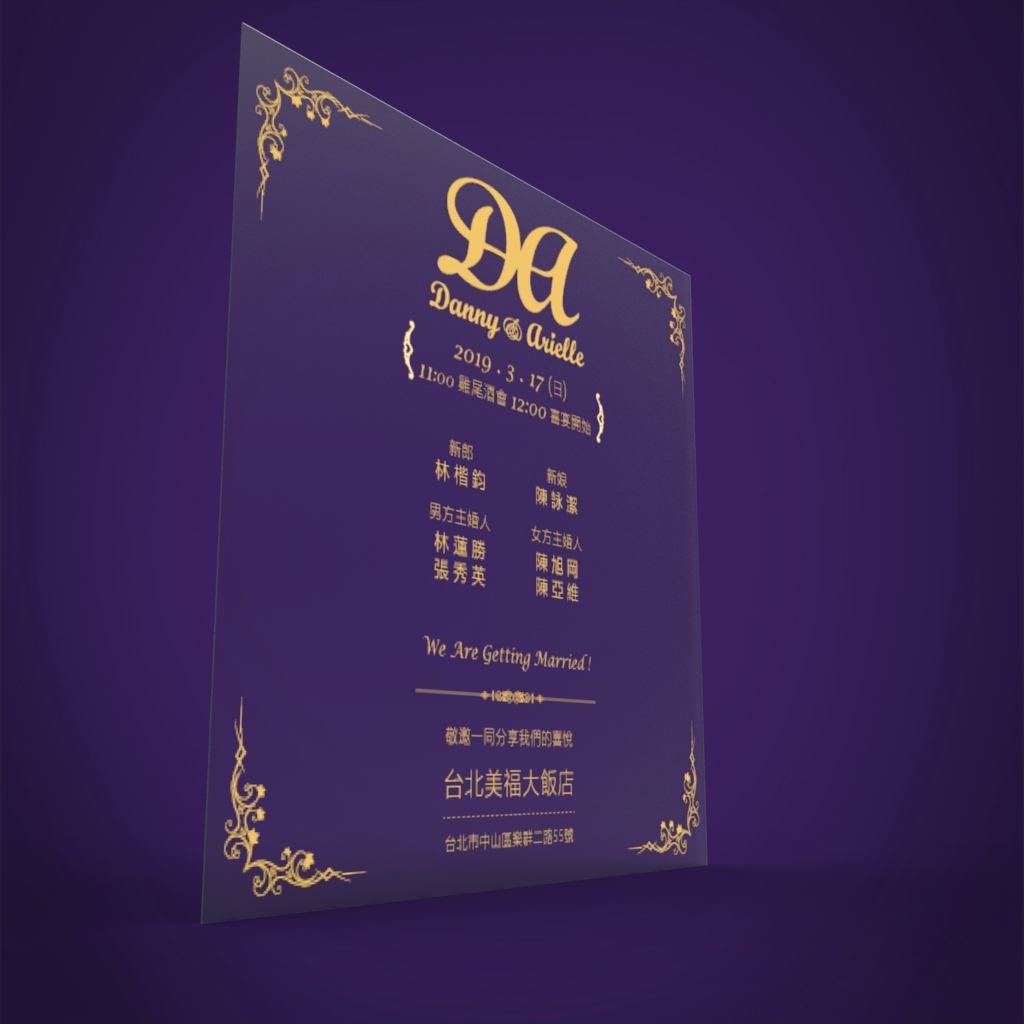 DA
Danny & Arielle
2019 . 3 . 17 (日)
11:00 雞尾酒會 12:00 喜宴開始
新郎
林楷鈞
新娘
陳詠潔
男方主婚人
林蓮勝
張秀英
女方主婚人
陳旭岡
陳亞維
We Are Getting Married!
敬邀一同分享我們的喜悅
台北美福大飯店
台北市中山區樂群二路55號